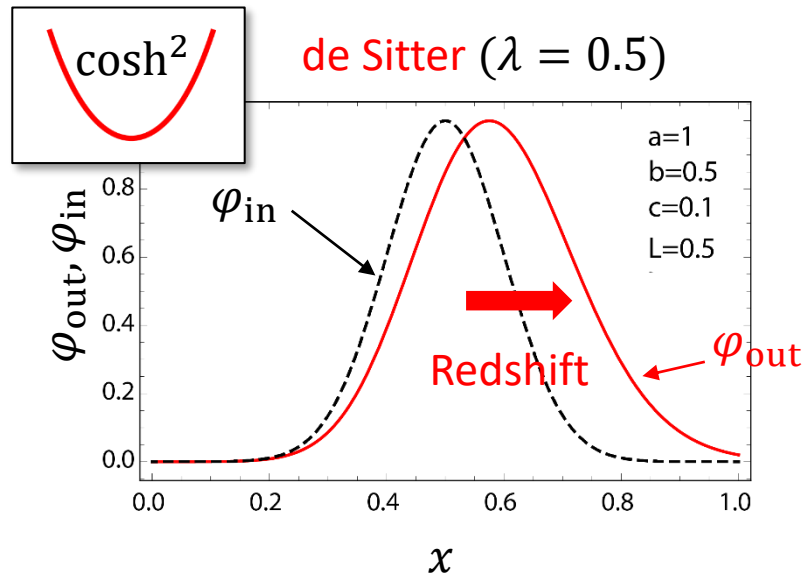 cosh²
de Sitter (λ = 0.5)
a=1
b=0.5
c=0.1
L=0.5
φ_out, φ_in
0.8
0.6
0.4
0.2
0.0
φ_in
Redshift
φ_out
0.0 0.2 0.4 0.6 0.8 1.0
x